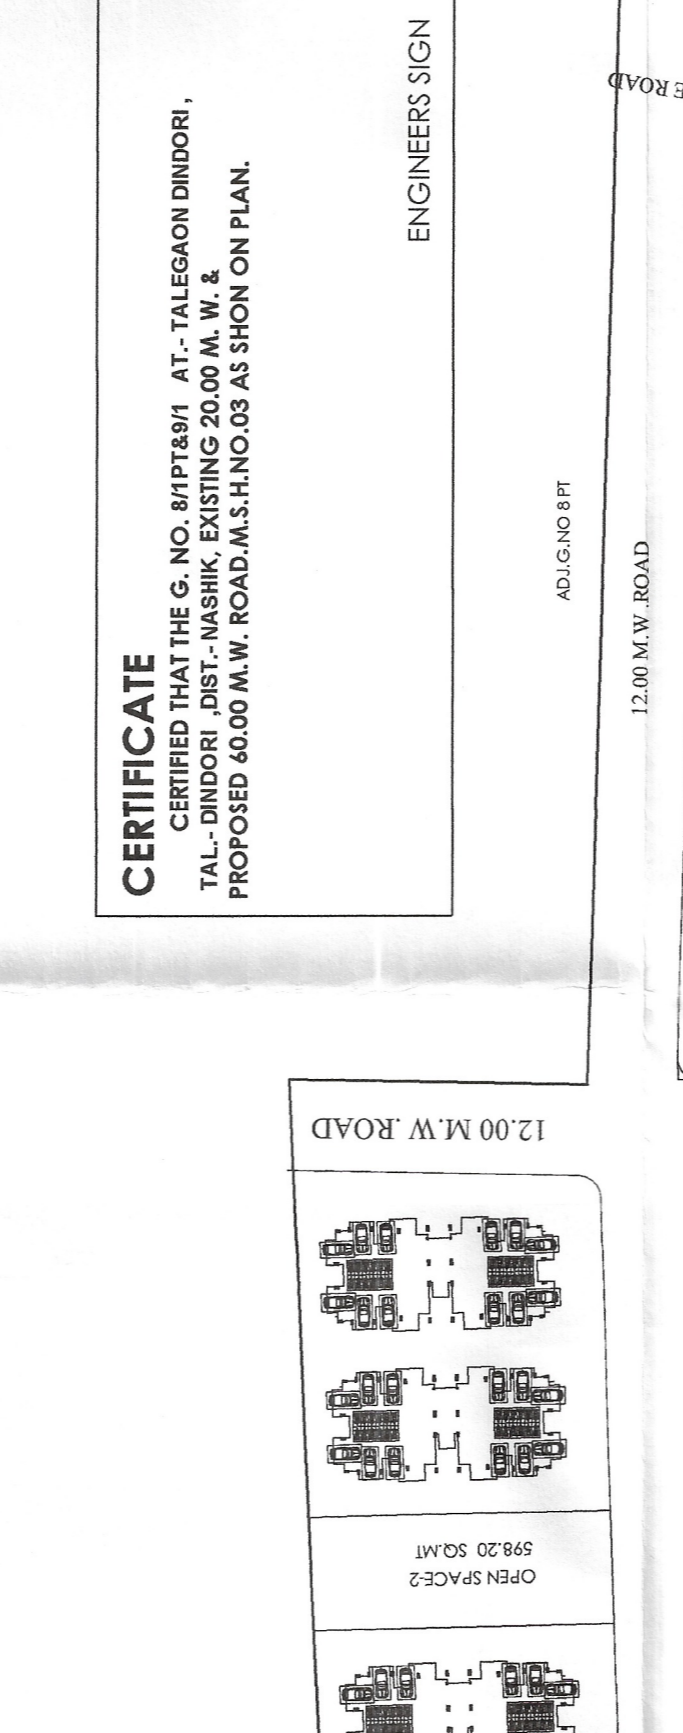 CERTIFICATE
CERTIFIED THAT THE G. NO. 8/1PT&9/1 AT.- TALEGAON DINDORI ,
TAL.- DINDORI ,DIST.- NASHIK, EXISTING 20.00 M. W. &
PROPOSED 60.00 M.W. ROAD.M.S.H.NO.03 AS SHON ON PLAN.
ENGINEERS SIGN
ADJ.G.NO 8 PT
12.00 M.W .ROAD
E ROAD
12.00 M.W. ROAD
OPEN SPACE-2
598.20 SQ.MT